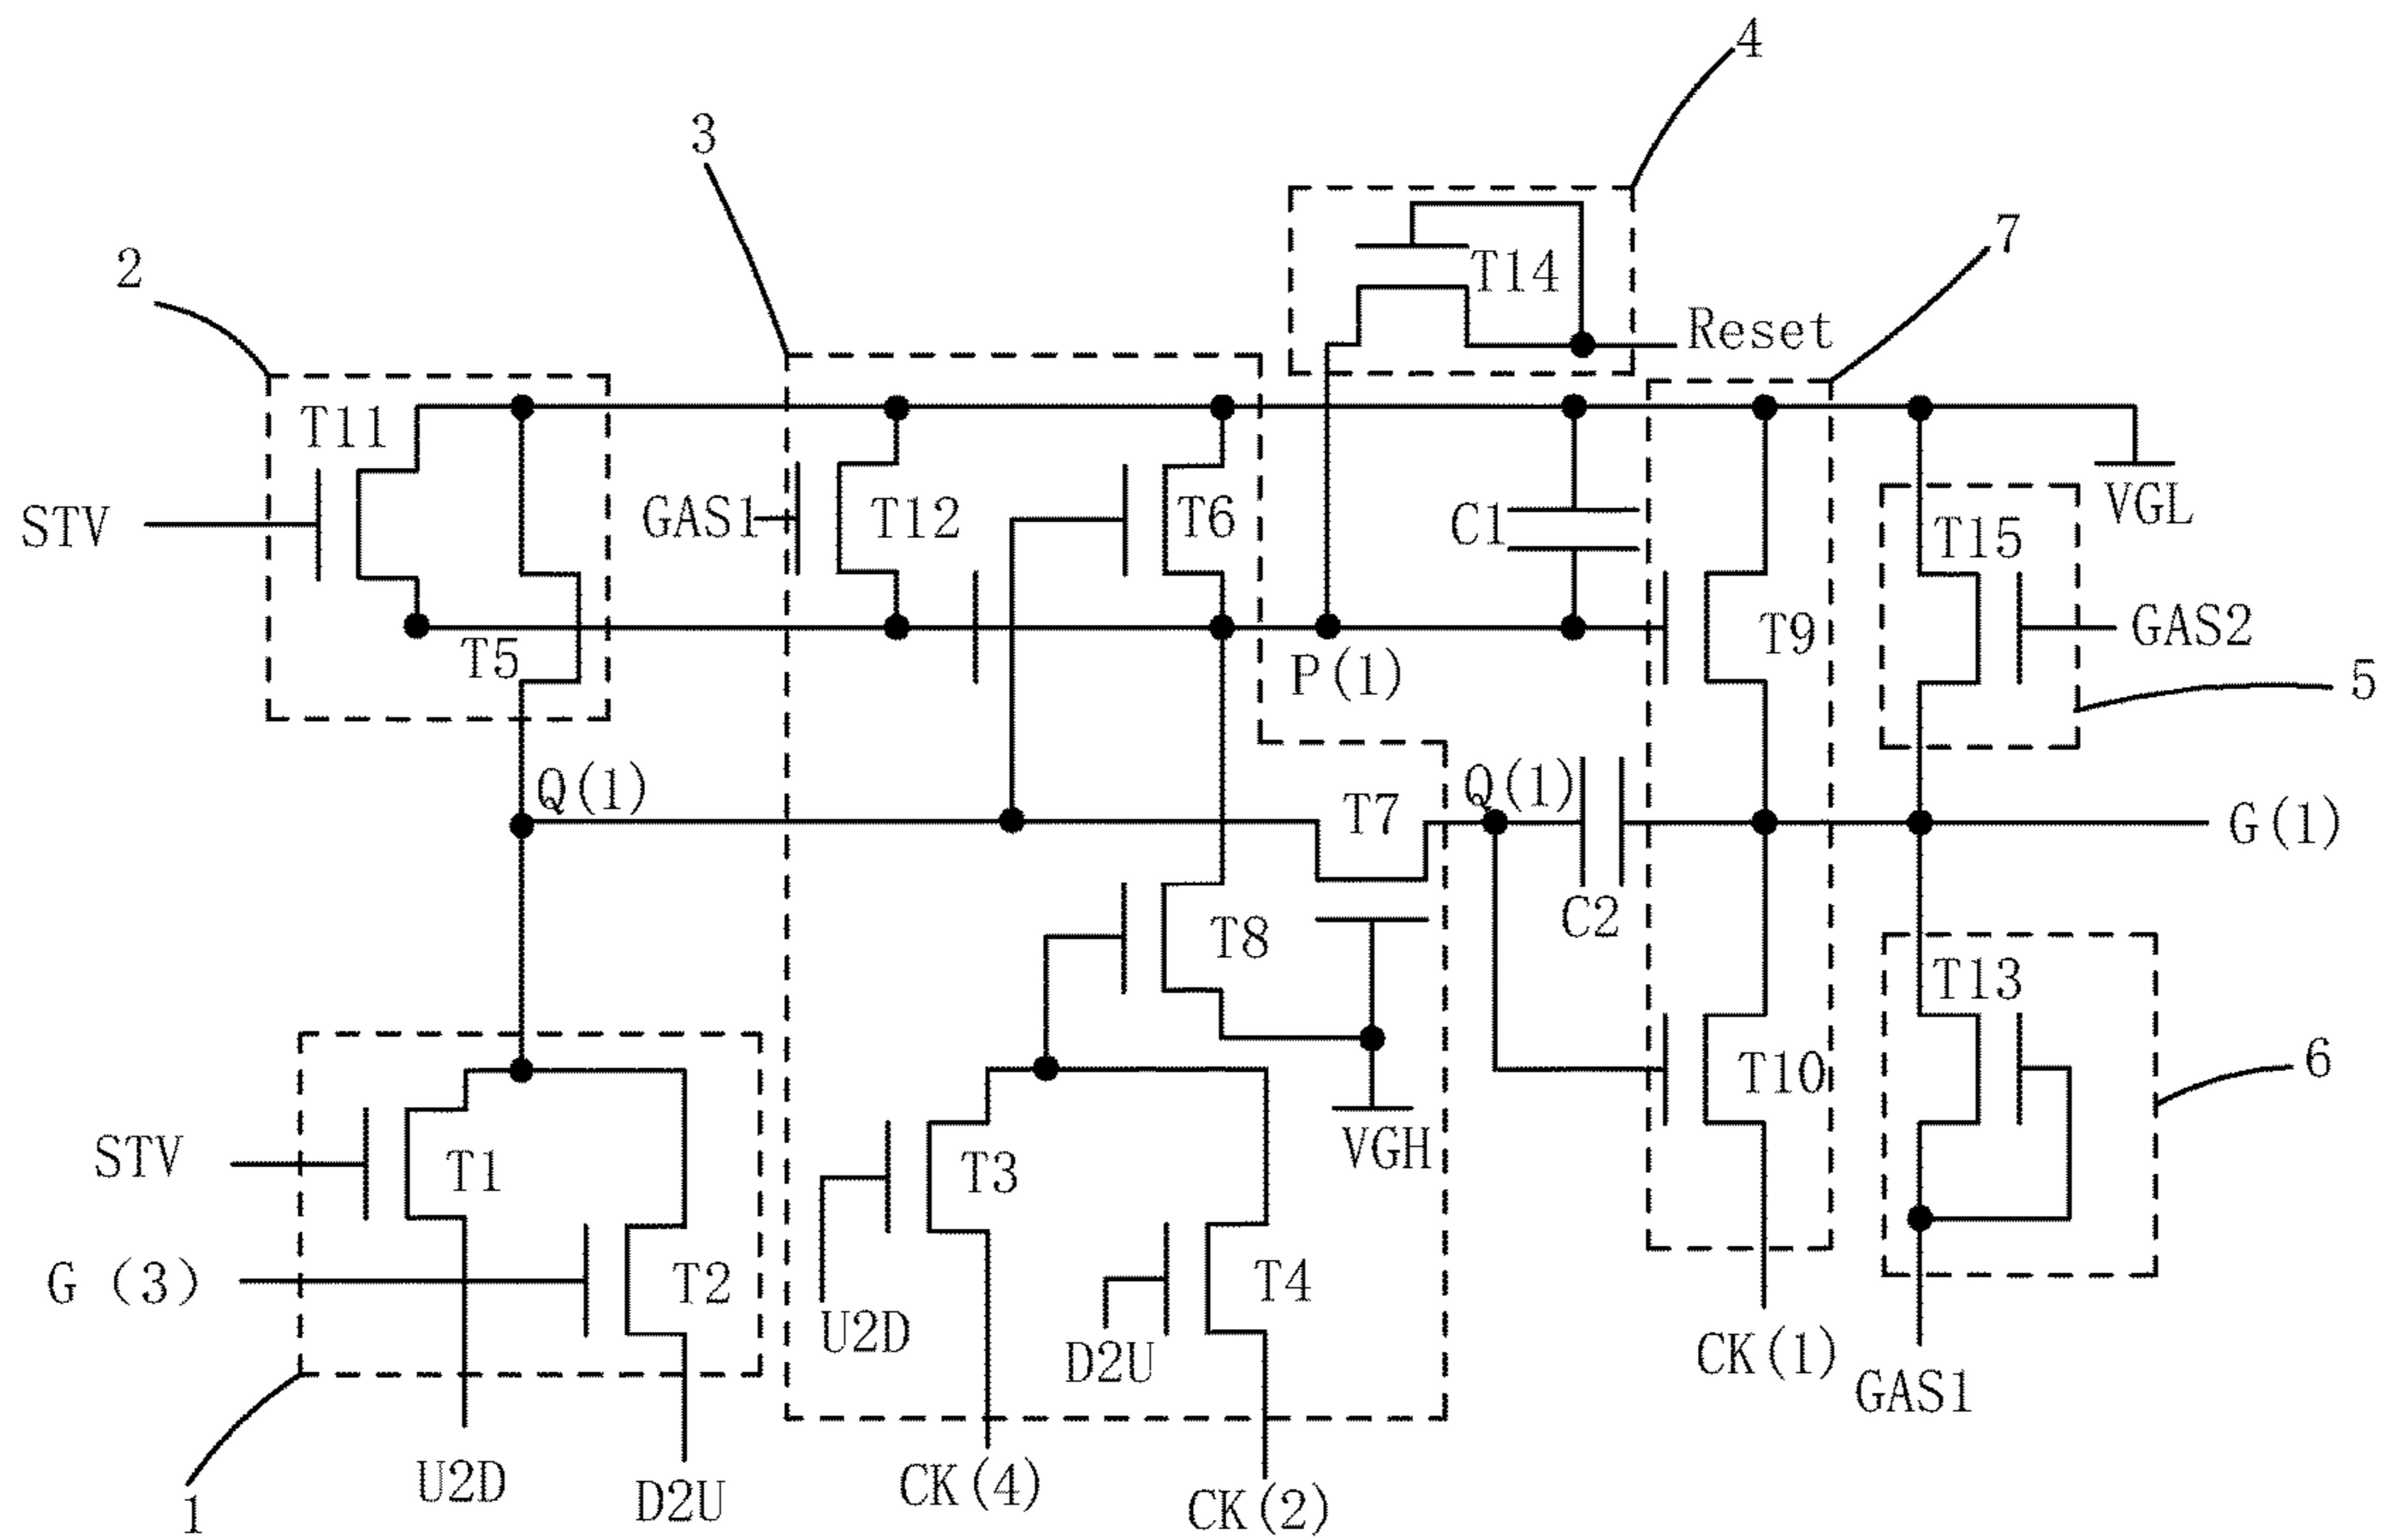 4
3
7
2
T14
Reset
T11
STV
GAS1
T12
T6
C1
VGL
T15
T5
T9
GAS2
P(1)
5
Q(1)
Q(1)
T7
G(1)
T8
C2
T13
T10
6
STV
T1
T3
VGH
G (3)
T2
T4
U2D
D2U
CK(1)
GAS1
U2D
D2U
CK(4)
CK(2)
1